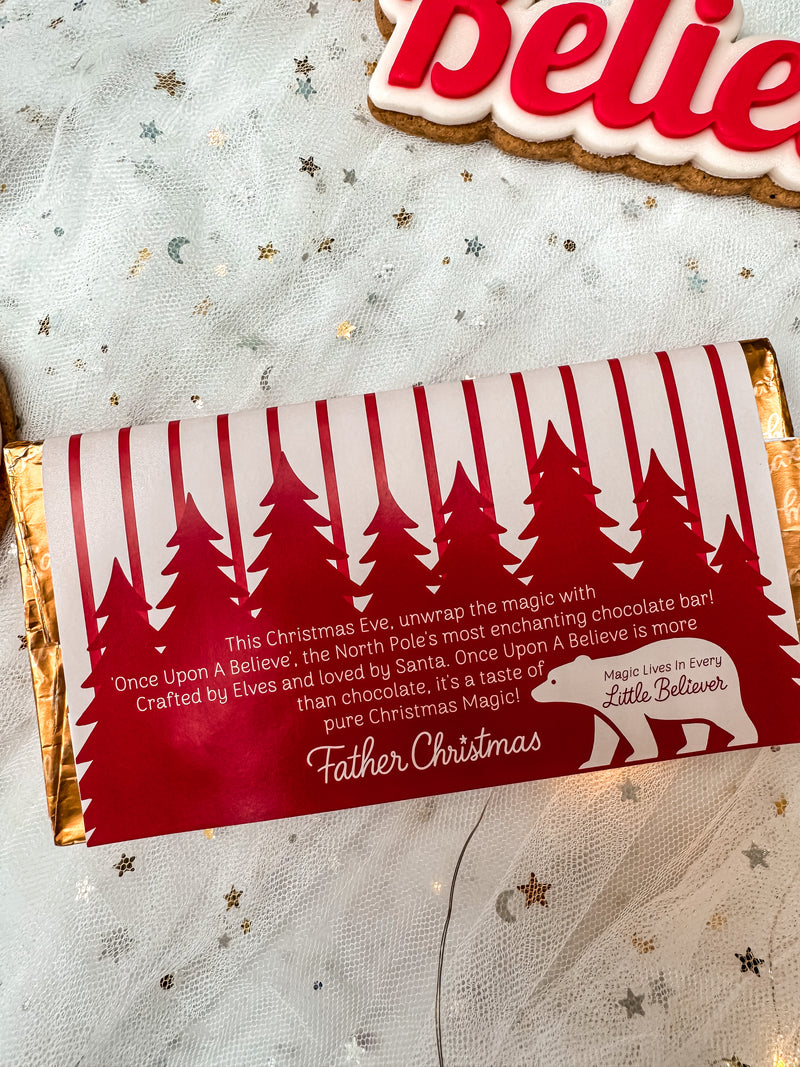 Belie
This Christmas Eve, unwrap the magic with
'Once Upon A Believe', the North Pole's most enchanting chocolate bar!
Crafted by Elves and loved by Santa. Once Upon A Believe is more
than chocolate, it's a taste of
pure Christmas Magic!
Father Christmas
Magic Lives In Every
Little Believer